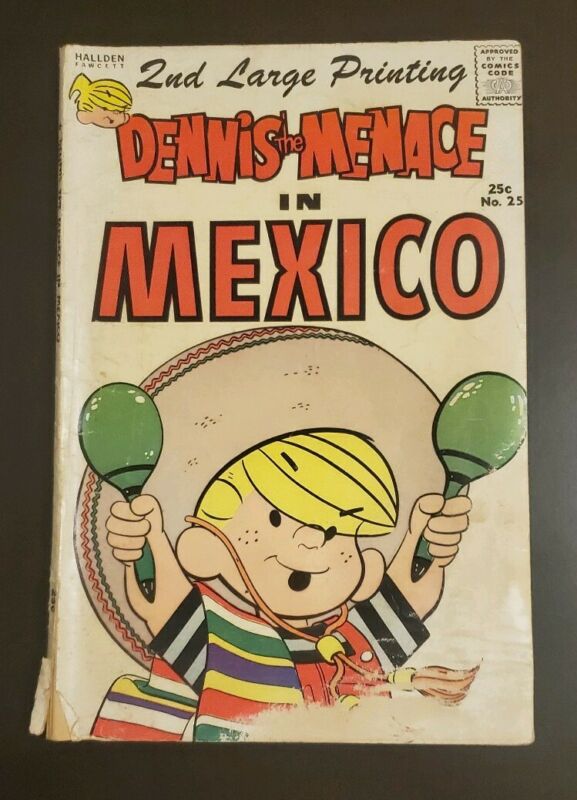 HALLDEN
FAWCETT
2nd Large Printing
APPROVED
BY THE
COMICS
CODE
AUTHORITY
DENNIS the MENACE
IN
25c
No. 25
MEXICO